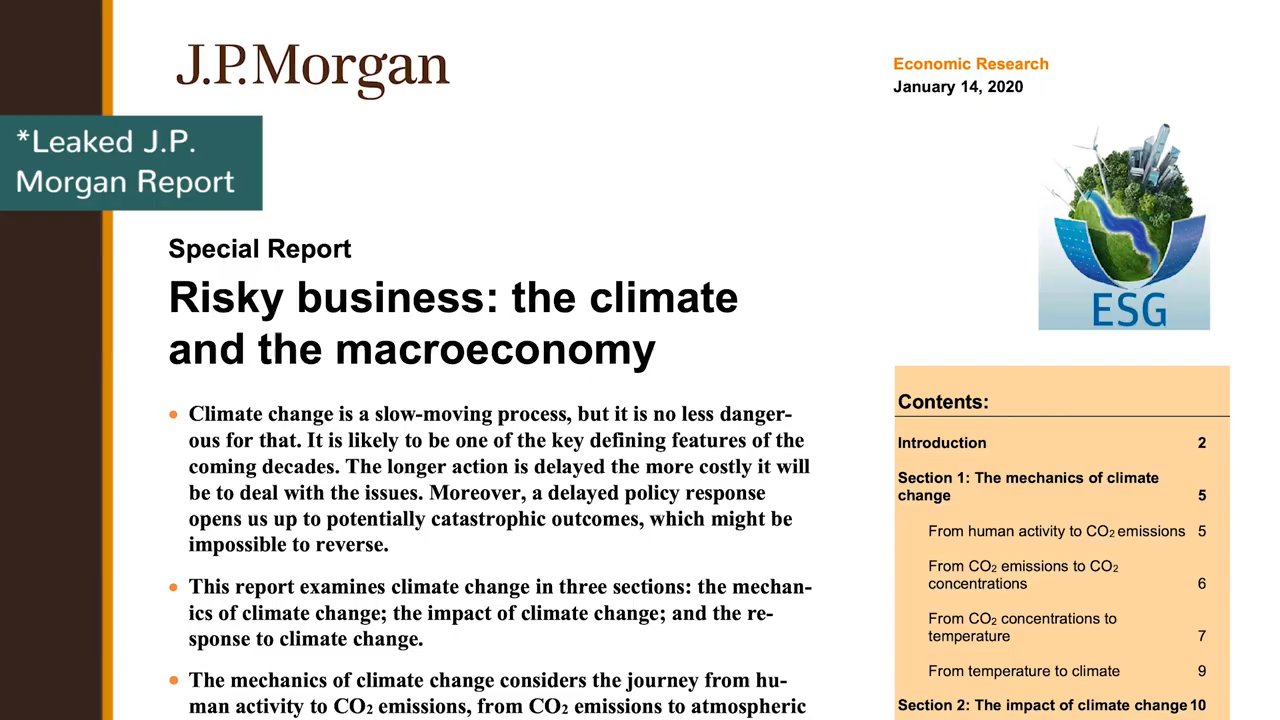 J.P.Morgan
Economic Research
January 14, 2020
*Leaked J.P.
Morgan Report
ESG
Special Report
Risky business: the climate
and the macroeconomy
Climate change is a slow-moving process, but it is no less danger-
ous for that. It is likely to be one of the key defining features of the
coming decades. The longer action is delayed the more costly it will
be to deal with the issues. Moreover, a delayed policy response
opens us up to potentially catastrophic outcomes, which might be
impossible to reverse.
This report examines climate change in three sections: the mechan-
ics of climate change; the impact of climate change; and the re-
sponse to climate change.
The mechanics of climate change considers the journey from hu-
man activity to CO₂ emissions, from CO₂ emissions to atmospheric
Contents:
Introduction 2
Section 1: The mechanics of climate
change 5
From human activity to CO₂ emissions 5
From CO₂ emissions to CO₂
concentrations 6
From CO₂ concentrations to
temperature 7
From temperature to climate 9
Section 2: The impact of climate change 10